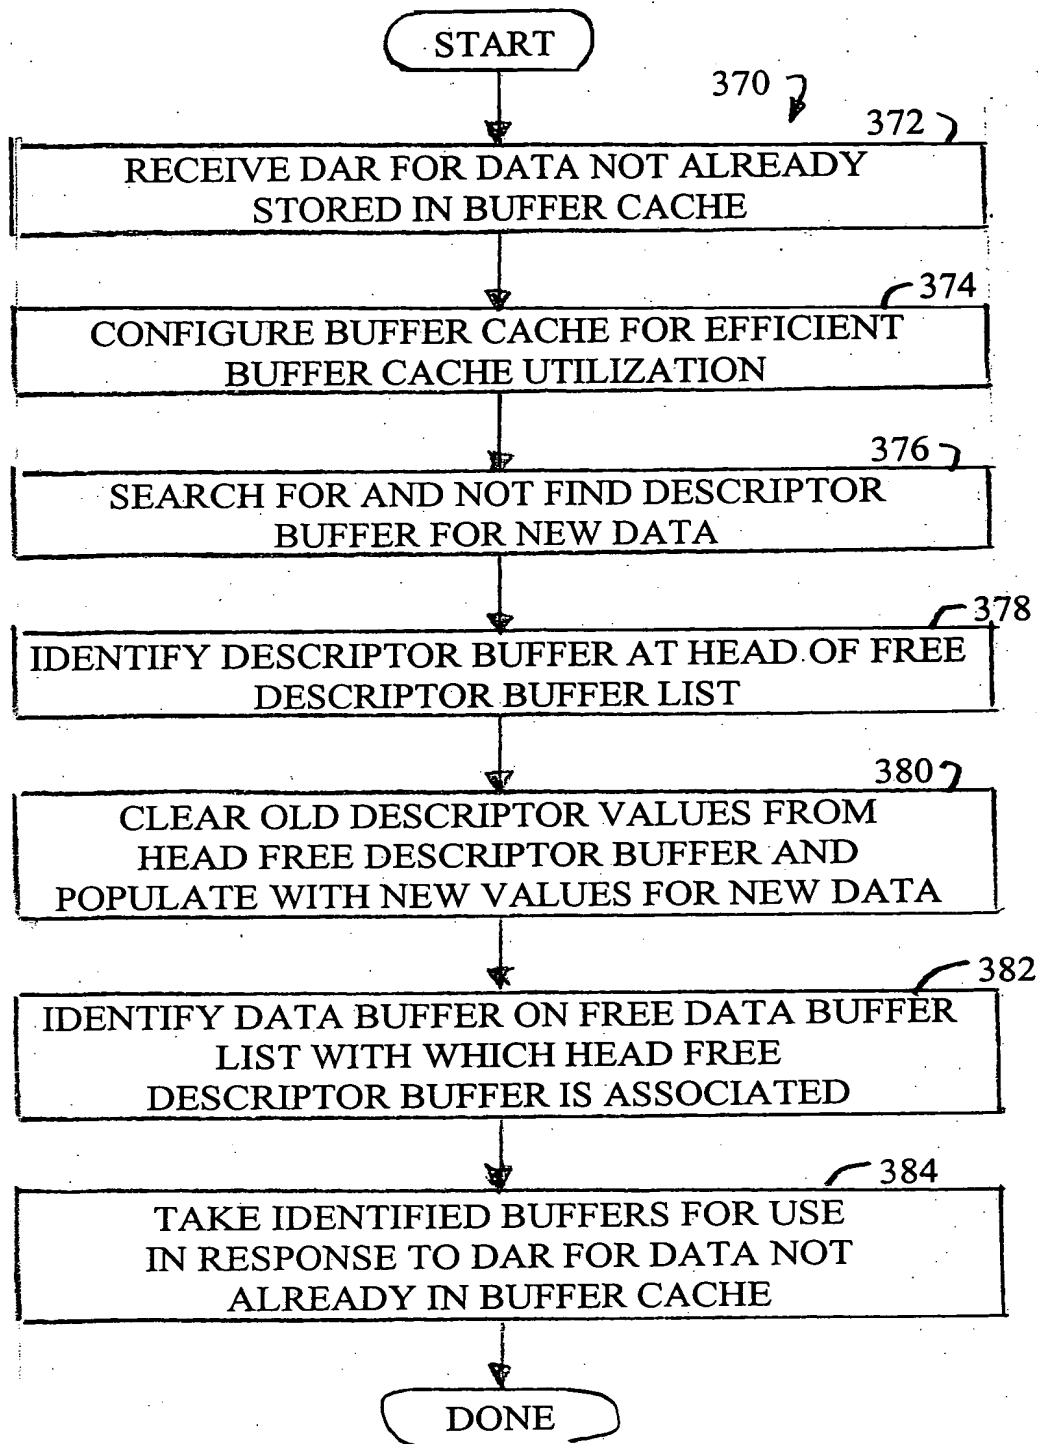 START
370
372
RECEIVE DAR FOR DATA NOT ALREADY
STORED IN BUFFER CACHE
374
CONFIGURE BUFFER CACHE FOR EFFICIENT
BUFFER CACHE UTILIZATION
376
SEARCH FOR AND NOT FIND DESCRIPTOR
BUFFER FOR NEW DATA
378
IDENTIFY DESCRIPTOR BUFFER AT HEAD OF FREE
DESCRIPTOR BUFFER LIST
380
CLEAR OLD DESCRIPTOR VALUES FROM
HEAD FREE DESCRIPTOR BUFFER AND
POPULATE WITH NEW VALUES FOR NEW DATA
382
IDENTIFY DATA BUFFER ON FREE DATA BUFFER
LIST WITH WHICH HEAD FREE
DESCRIPTOR BUFFER IS ASSOCIATED
384
TAKE IDENTIFIED BUFFERS FOR USE
IN RESPONSE TO DAR FOR DATA NOT
ALREADY IN BUFFER CACHE
DONE